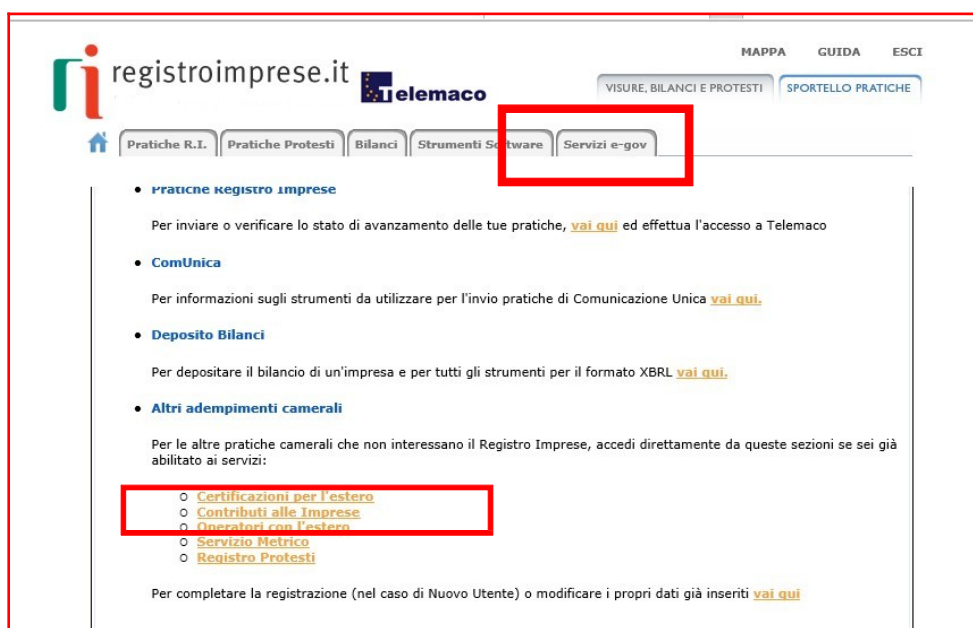 MAPPA GUIDA ESCI
registroimprese.it
Telemaco
VISURE, BILANCI E PROTESTI SPORTELLO PRATICHE
Pratiche R.I. Pratiche Protesti Bilanci Strumenti Software Servizi e-gov
• Pratiche Registro Imprese
Per inviare o verificare lo stato di avanzamento delle tue pratiche, vai qui ed effettua l'accesso a Telemaco
• ComUnica
Per informazioni sugli strumenti da utilizzare per l'invio pratiche di Comunicazione Unica vai qui.
• Deposito Bilanci
Per depositare il bilancio di un'impresa e per tutti gli strumenti per il formato XBRL vai qui.
• Altri adempimenti camerali
Per le altre pratiche camerali che non interessano il Registro Imprese, accedi direttamente da queste sezioni se sei già
abilitato ai servizi:
o Certificazioni per l'estero
o Contributi alle Imprese
o Operatori con l'estero
o Servizio Metrico
o Registro Protesti
Per completare la registrazione (nel caso di Nuovo Utente) o modificare i propri dati già inseriti vai qui